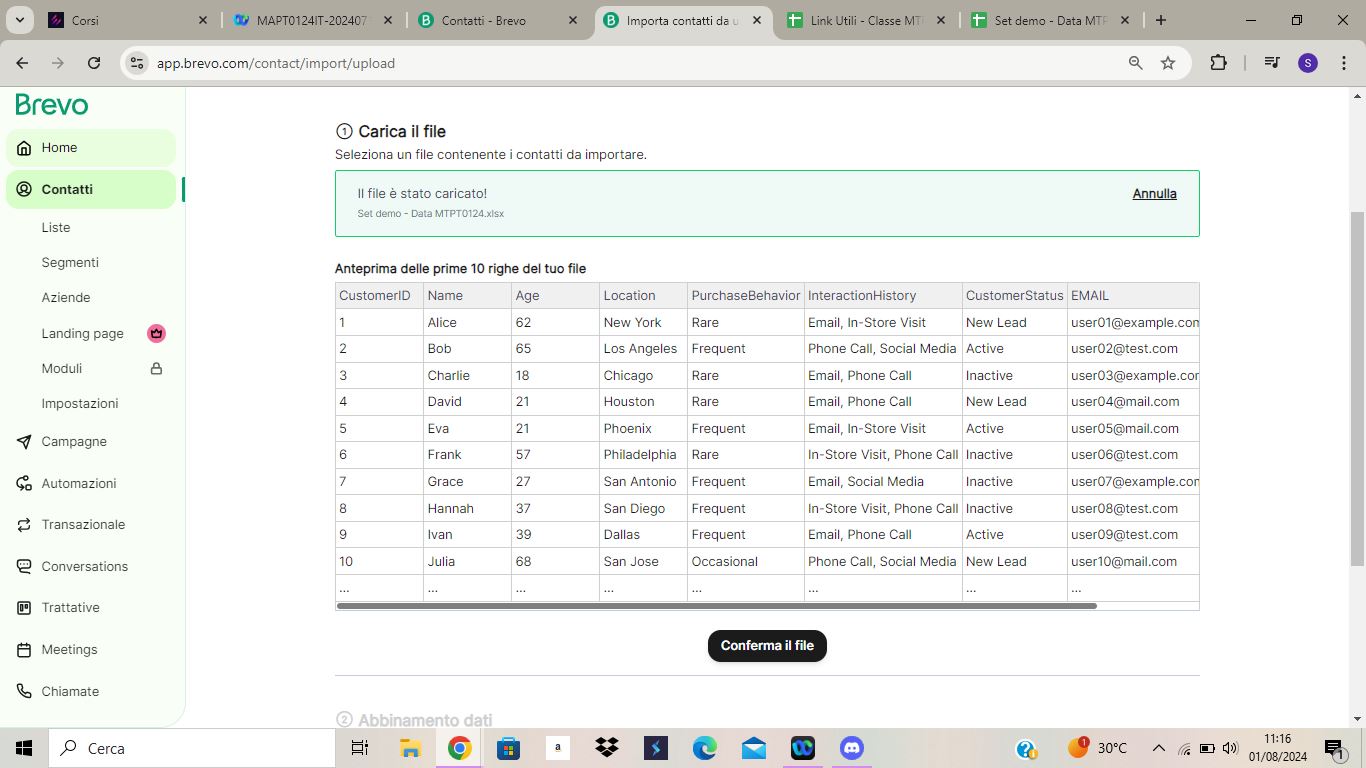 Corsi
MAPT0124IT-202407
Contatti - Brevo
Importa contatti da u
Link Utili - Classe MT
Set demo - Data MTP
app.brevo.com/contact/import/upload
S
Brevo
Home
Contatti
Liste
Segmenti
Aziende
Landing page
Moduli
Impostazioni
Campagne
Automazioni
Transazionale
Conversations
Trattative
Meetings
Chiamate
1 Carica il file
Seleziona un file contenente i contatti da importare.
Il file è stato caricato! Annulla
Set demo - Data MTPT0124.xlsx
Anteprima delle prime 10 righe del tuo file
CustomerID Name Age Location PurchaseBehavior InteractionHistory CustomerStatus EMAIL
1 Alice 62 New York Rare Email, In-Store Visit New Lead user01@example.com
2 Bob 65 Los Angeles Frequent Phone Call, Social Media Active user02@test.com
3 Charlie 18 Chicago Rare Email, Phone Call Inactive user03@example.cor
4 David 21 Houston Rare Email, Phone Call New Lead user04@mail.com
5 Eva 21 Phoenix Frequent Email, In-Store Visit Active user05@mail.com
6 Frank 57 Philadelphia Rare In-Store Visit, Phone Call Inactive user06@test.com
7 Grace 27 San Antonio Frequent Email, Social Media Inactive user07@example.con
8 Hannah 37 San Diego Frequent In-Store Visit, Phone Call Inactive user08@test.com
9 Ivan 39 Dallas Frequent Email, Phone Call Active user09@test.com
10 Julia 68 San Jose Occasional Phone Call, Social Media New Lead user10@mail.com
... ... ... ... ... ... ... ...
Conferma il file
2 Abbinamento dati
Cerca
a
1
30°C
11:16
01/08/2024
1